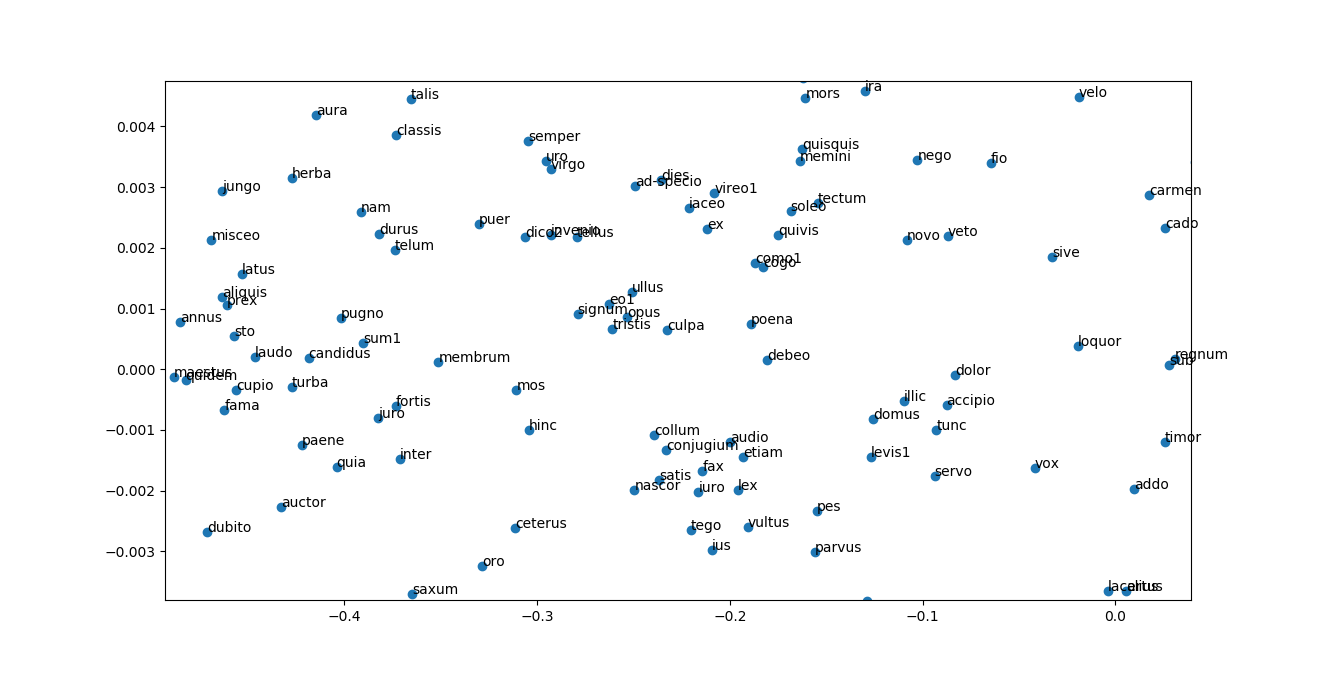 ira
velo
mors
talis
aura
0.004
classis
semper
quisquis
uro
memini
nego
fio
virgo
herba
dies
0.003
jungo
ad-specio
vireo1
carmen
nam
iaceo
soleo
tectum
puer
ex
cado
misceo
durus
dico2
invenio
tellus
quivis
novo
veto
0.002
telum
sive
latus
como1
cogo
aliquis
prex
ullus
eo1
0.001
annus
pugno
signum
opus
poena
sto
tristis
culpa
sum1
loquor
laudo
candidus
membrum
debeo
regnum
sub
0.000
maestus
quidem
dolor
cupio
turba
mos
fama
fortis
juro
illic
accipio
domus
−0.001
hinc
collum
tunc
paene
conjugium
audio
timor
quia
inter
etiam
levis1
fax
vox
satis
servo
−0.002
nascor
iuro
lex
addo
auctor
pes
dubito
ceterus
tego
vultus
−0.003
ius
parvus
oro
saxum
−0.4
−0.3
−0.2
−0.1
0.0